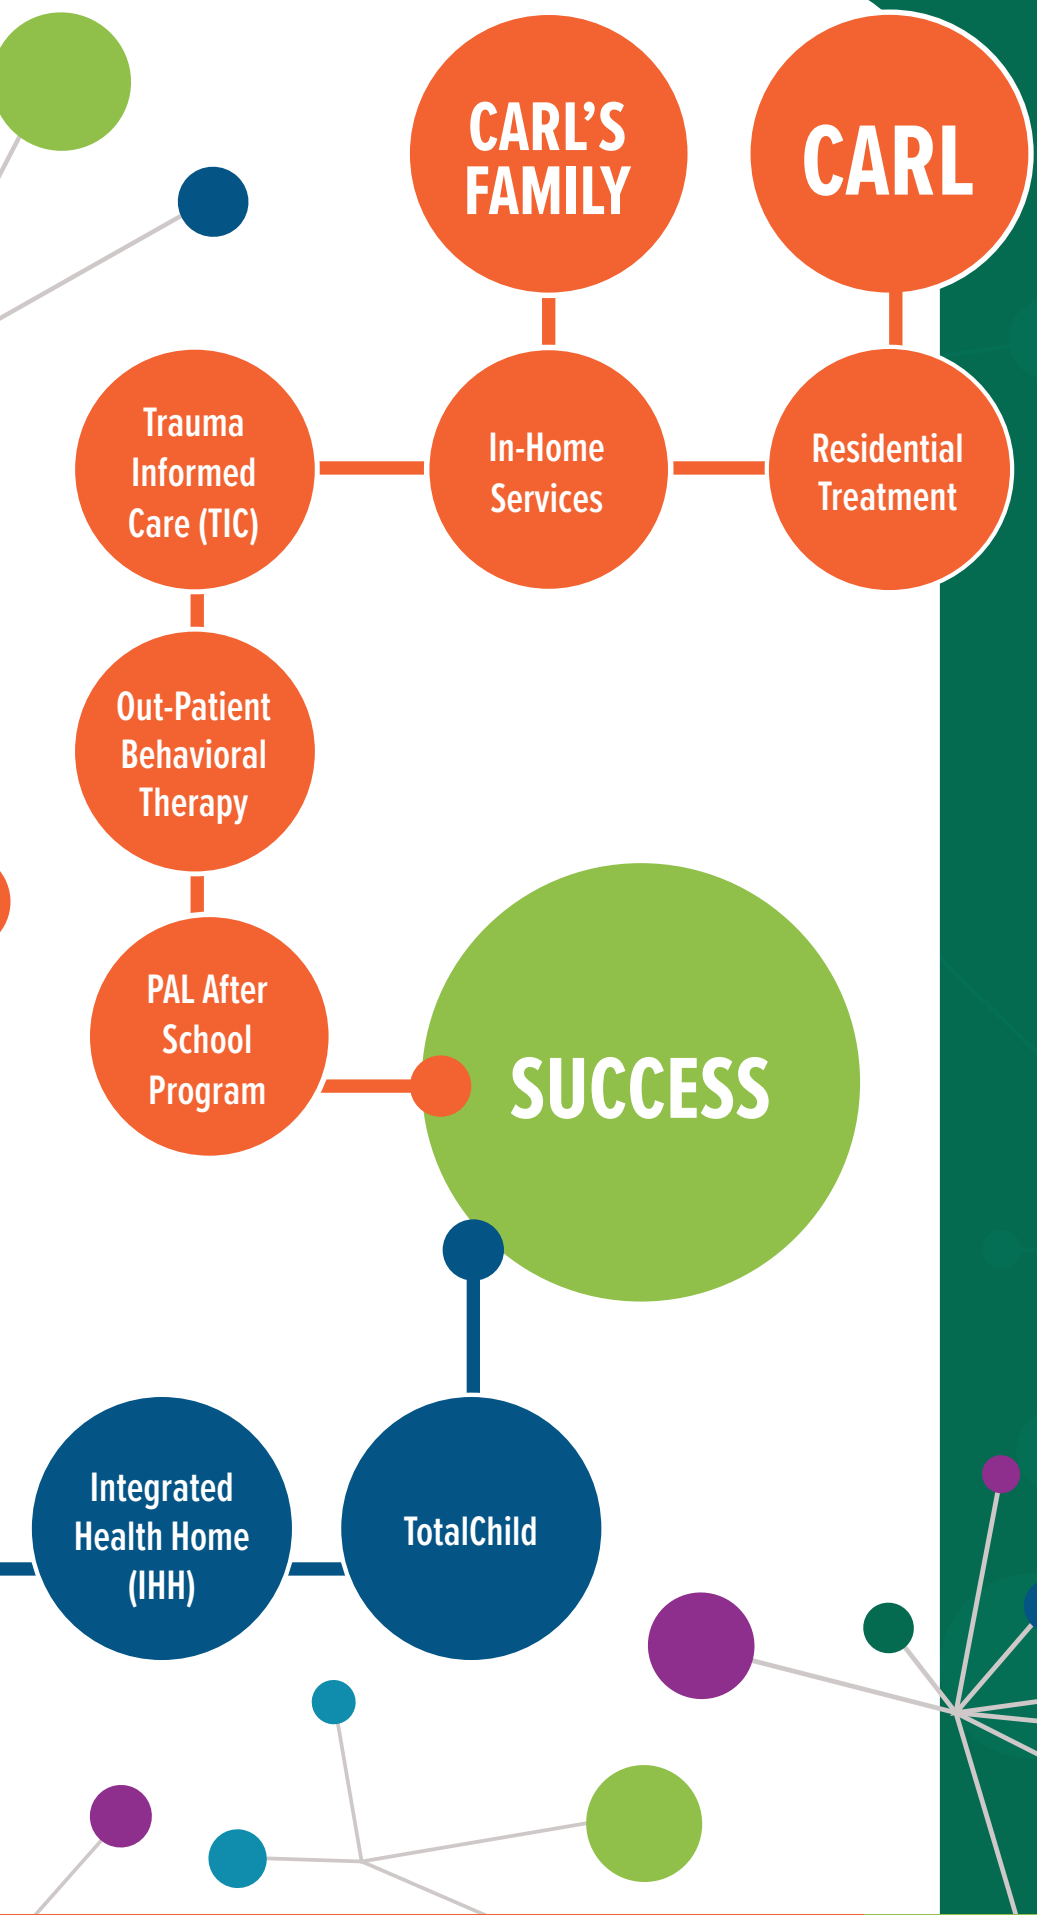 CARL'S
FAMILY
CARL
Trauma
Informed
Care (TIC)
In-Home
Services
Residential
Treatment
Out-Patient
Behavioral
Therapy
PAL After
School
Program
SUCCESS
Integrated
Health Home
(IHH)
TotalChild